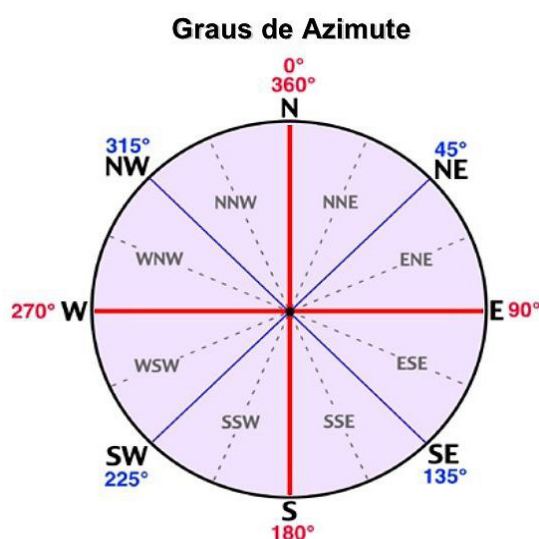 Graus de Azimute
0°
360°
N
315°
NW
45°
NE
NNW
NNE
WNW
ENE
270° W
E 90°
WSW
ESE
SSW
SSE
SW
225°
SE
135°
S
180°